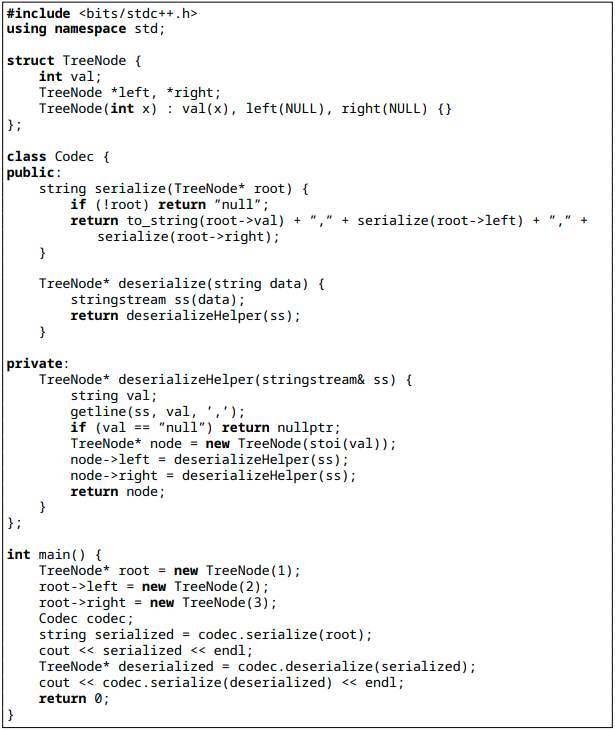 #include <bits/stdc++.h>
using namespace std;

struct TreeNode {
    int val;
    TreeNode *left, *right;
    TreeNode(int x) : val(x), left(NULL), right(NULL) {}
};

class Codec {
public:
    string serialize(TreeNode* root) {
        if (!root) return "null";
        return to_string(root->val) + "," + serialize(root->left) + "," +
            serialize(root->right);
    }

    TreeNode* deserialize(string data) {
        stringstream ss(data);
        return deserializeHelper(ss);
    }

private:
    TreeNode* deserializeHelper(stringstream& ss) {
        string val;
        getline(ss, val, ',');
        if (val == "null") return nullptr;
        TreeNode* node = new TreeNode(stoi(val));
        node->left = deserializeHelper(ss);
        node->right = deserializeHelper(ss);
        return node;
    }
};

int main() {
    TreeNode* root = new TreeNode(1);
    root->left = new TreeNode(2);
    root->right = new TreeNode(3);
    Codec codec;
    string serialized = codec.serialize(root);
    cout << serialized << endl;
    TreeNode* deserialized = codec.deserialize(serialized);
    cout << codec.serialize(deserialized) << endl;
    return 0;
}